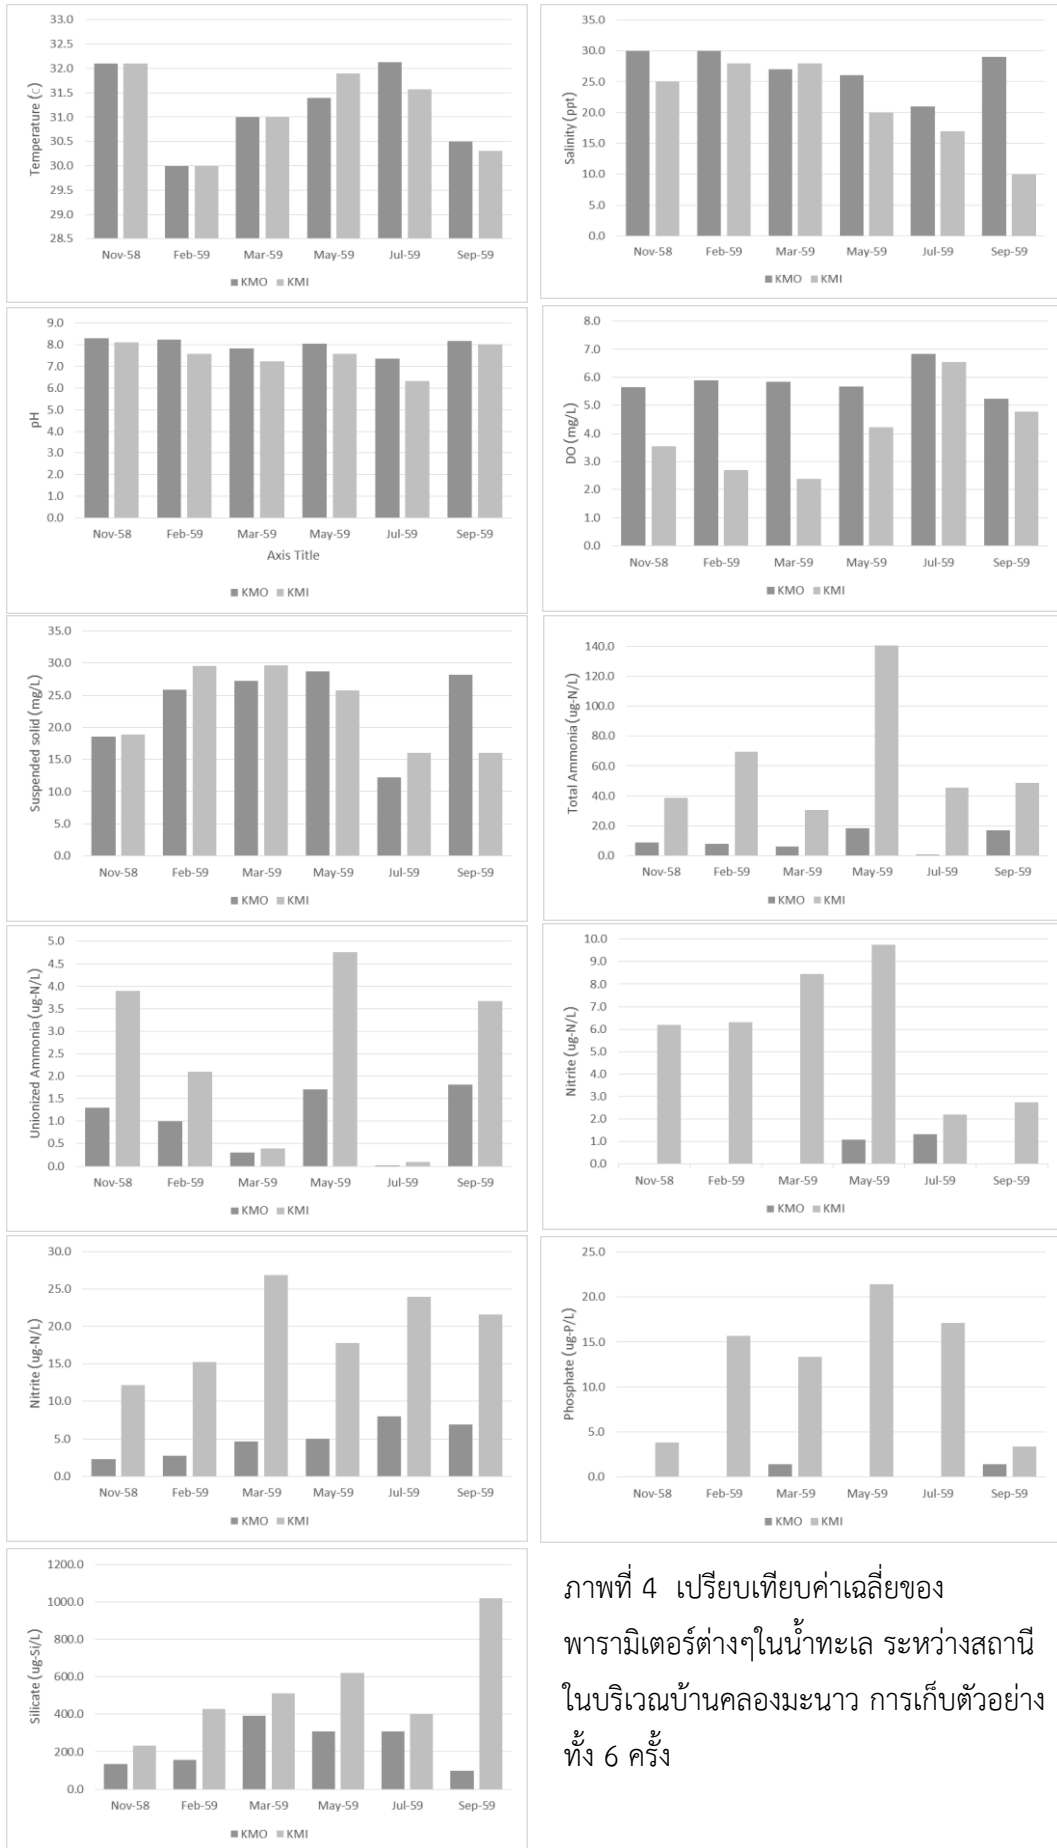 33.0
32.5
32.0
31.5
31.0
30.5
30.0
29.5
29.0
28.5
Temperature (c)
Nov-58 Feb-59 Mar-59 May-59 Jul-59 Sep-59
KMO KMI
35.0
30.0
25.0
20.0
15.0
10.0
5.0
0.0
Salinity (ppt)
Nov-58 Feb-59 Mar-59 May-59 Jul-59 Sep-59
KMO KMI
9.0
8.0
7.0
6.0
5.0
4.0
3.0
2.0
1.0
0.0
pH
Nov-58 Feb-59 Mar-59 May-59 Jul-59 Sep-59
Axis Title
KMO KMI
8.0
7.0
6.0
5.0
4.0
3.0
2.0
1.0
0.0
DO (mg/L)
Nov-58 Feb-59 Mar-59 May-59 Jul-59 Sep-59
KMO KMI
35.0
30.0
25.0
20.0
15.0
10.0
5.0
0.0
Suspended solid (mg/L)
Nov-58 Feb-59 Mar-59 May-59 Jul-59 Sep-59
KMO KMI
140.0
120.0
100.0
80.0
60.0
40.0
20.0
0.0
Total Ammonia (ug-N/L)
Nov-58 Feb-59 Mar-59 May-59 Jul-59 Sep-59
KMO KMI
5.0
4.5
4.0
3.5
3.0
2.5
2.0
1.5
1.0
0.5
0.0
Unionized Ammonia (ug-N/L)
Nov-58 Feb-59 Mar-59 May-59 Jul-59 Sep-59
KMO KMI
10.0
9.0
8.0
7.0
6.0
5.0
4.0
3.0
2.0
1.0
0.0
Nitrite (ug-N/L)
Nov-58 Feb-59 Mar-59 May-59 Jul-59 Sep-59
KMO KMI
30.0
25.0
20.0
15.0
10.0
5.0
0.0
Nitrite (ug-N/L)
Nov-58 Feb-59 Mar-59 May-59 Jul-59 Sep-59
KMO KMI
25.0
20.0
15.0
10.0
5.0
0.0
Phosphate (ug-P/L)
Nov-58 Feb-59 Mar-59 May-59 Jul-59 Sep-59
KMO KMI
1200.0
1000.0
800.0
600.0
400.0
200.0
0.0
Silicate (ug-Si/L)
Nov-58 Feb-59 Mar-59 May-59 Jul-59 Sep-59
KMO KMI
ภาพที่ 4 เปรียบเทียบค่าเฉลี่ยของ
พารามิเตอร์ต่างๆในน้ำทะเล ระหว่างสถานี
ในบริเวณบ้านคลองมะนาว การเก็บตัวอย่าง
ทั้ง 6 ครั้ง